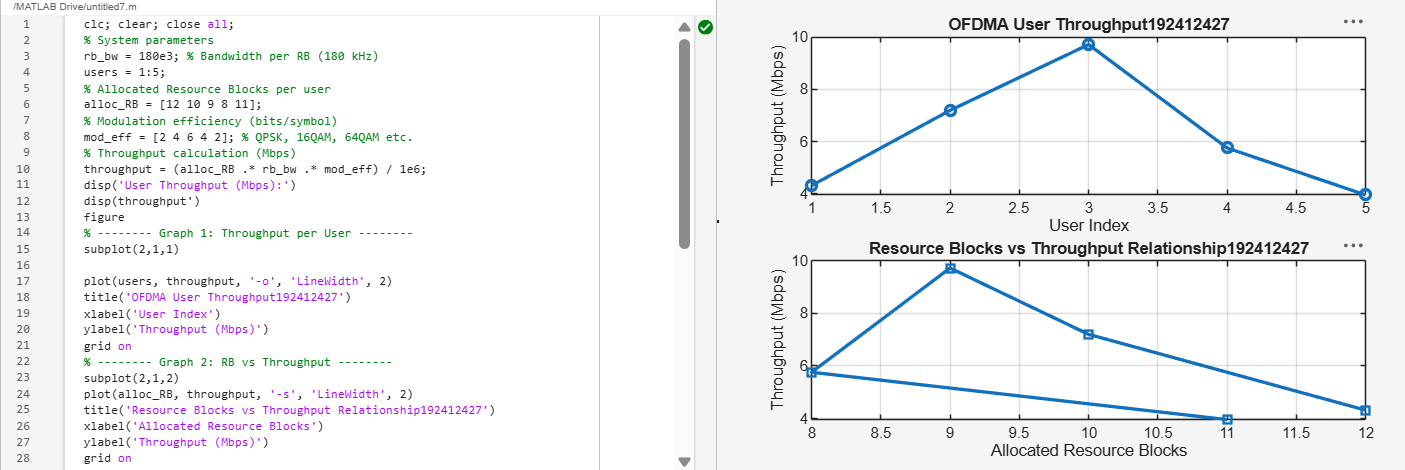 /MATLAB Drive/untitled7.m
1 clc; clear; close all;
2 % System parameters
3 rb_bw = 180e3; % Bandwidth per RB (180 kHz)
4 users = 1:5;
5 % Allocated Resource Blocks per user
6 alloc_RB = [12 10 9 8 11];
7 % Modulation efficiency (bits/symbol)
8 mod_eff = [2 4 6 4 2]; % QPSK, 16QAM, 64QAM etc.
9 % Throughput calculation (Mbps)
10 throughput = (alloc_RB .* rb_bw .* mod_eff) / 1e6;
11 disp('User Throughput (Mbps):')
12 disp(throughput')
13 figure
14 % -------- Graph 1: Throughput per User --------
15 subplot(2,1,1)
16
17 plot(users, throughput, '-o', 'LineWidth', 2)
18 title('OFDMA User Throughput192412427')
19 xlabel('User Index')
20 ylabel('Throughput (Mbps)')
21 grid on
22 % -------- Graph 2: RB vs Throughput --------
23 subplot(2,1,2)
24 plot(alloc_RB, throughput, '-s', 'LineWidth', 2)
25 title('Resource Blocks vs Throughput Relationship192412427')
26 xlabel('Allocated Resource Blocks')
27 ylabel('Throughput (Mbps)')
28 grid on
OFDMA User Throughput192412427
Throughput (Mbps)
10
8
6
4
1 1.5 2 2.5 3 3.5 4 4.5 5
User Index
Resource Blocks vs Throughput Relationship192412427
Throughput (Mbps)
10
8
6
4
8 8.5 9 9.5 10 10.5 11 11.5 12
Allocated Resource Blocks